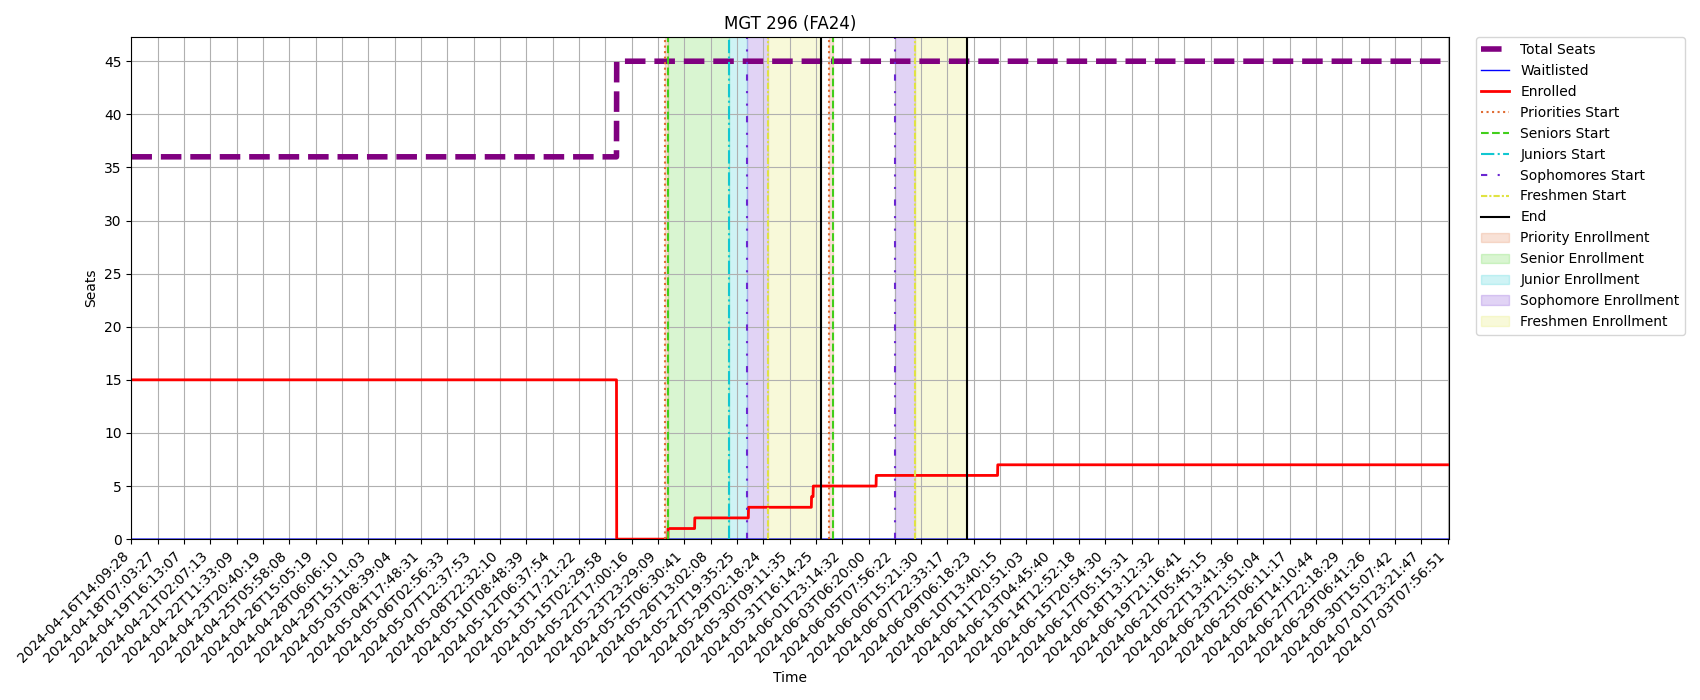 MGT 296 (FA24)
Seats
45
40
35
30
25
20
15
10
5
0
2024-04-16T14:09:28
2024-04-18T07:03:27
2024-04-19T16:13:07
2024-04-21T02:07:13
2024-04-22T11:33:09
2024-04-23T20:40:19
2024-04-25T05:58:08
2024-04-26T15:05:19
2024-04-28T06:06:10
2024-04-29T15:11:03
2024-05-03T08:39:04
2024-05-04T17:48:31
2024-05-06T02:56:33
2024-05-07T12:37:53
2024-05-08T22:32:10
2024-05-10T08:48:39
2024-05-12T06:37:54
2024-05-13T17:21:22
2024-05-15T02:29:58
2024-05-22T17:00:16
2024-05-23T23:29:09
2024-05-25T06:30:41
2024-05-26T13:02:08
2024-05-27T19:35:23
2024-05-29T02:18:24
2024-05-30T09:11:35
2024-05-31T16:14:25
2024-06-01T23:14:32
2024-06-03T06:20:00
2024-06-05T07:56:22
2024-06-06T15:21:30
2024-06-07T22:33:17
2024-06-09T06:18:23
2024-06-10T13:40:15
2024-06-11T20:51:03
2024-06-13T04:45:40
2024-06-14T12:52:18
2024-06-15T20:54:30
2024-06-17T05:15:31
2024-06-18T13:12:32
2024-06-19T21:16:41
2024-06-21T05:45:15
2024-06-22T13:41:36
2024-06-23T21:51:04
2024-06-25T06:11:17
2024-06-26T14:10:44
2024-06-27T22:18:29
2024-06-29T06:41:26
2024-06-30T15:07:42
2024-07-01T23:21:47
2024-07-03T07:56:51
Time
Total Seats
Waitlisted
Enrolled
Priorities Start
Seniors Start
Juniors Start
Sophomores Start
Freshmen Start
End
Priority Enrollment
Senior Enrollment
Junior Enrollment
Sophomore Enrollment
Freshmen Enrollment